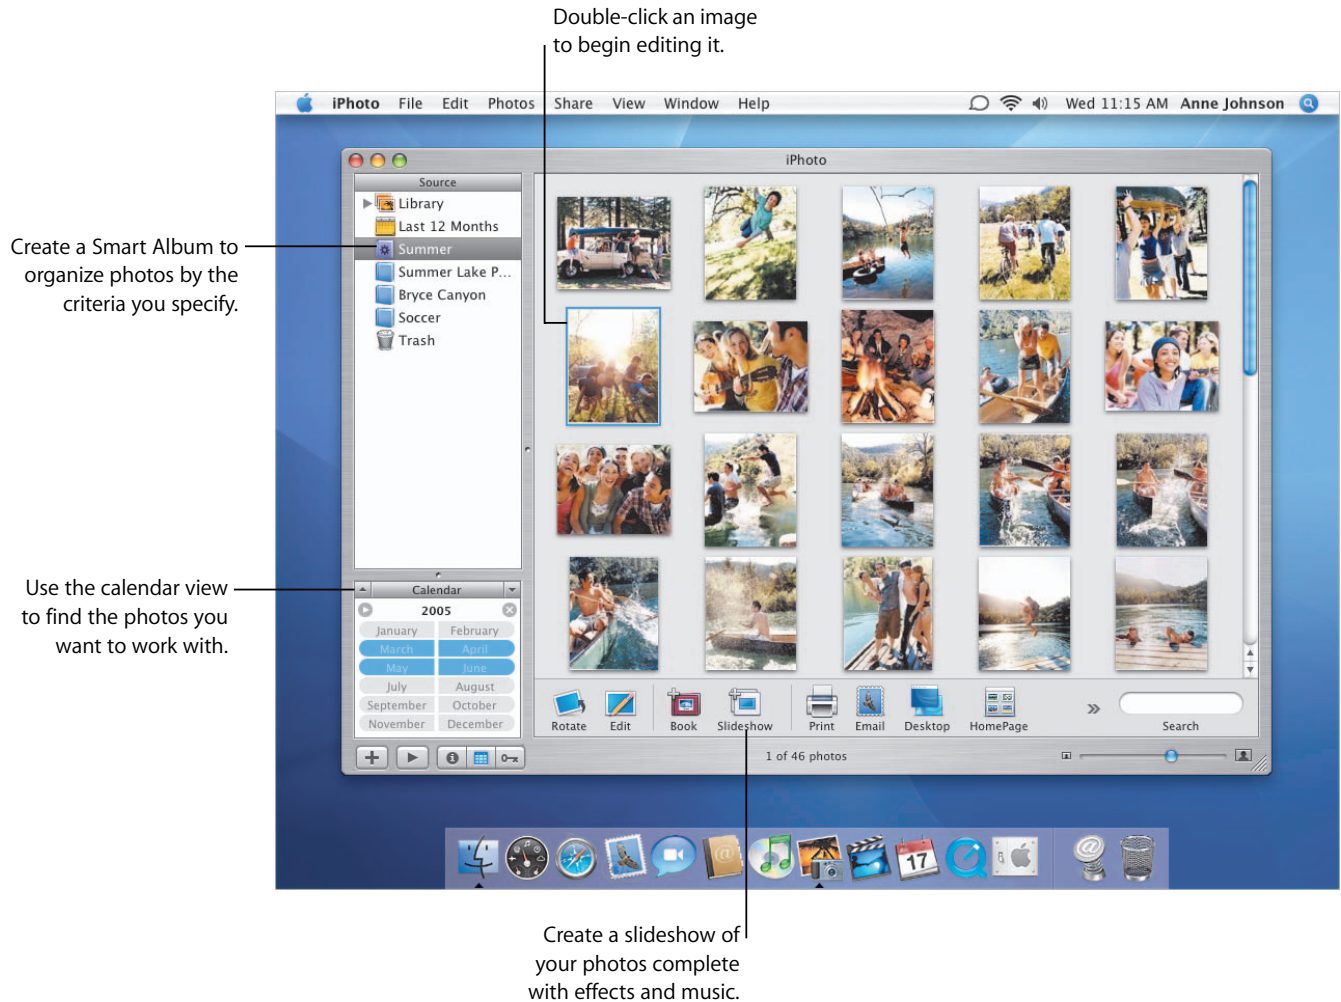 Double-click an image
to begin editing it.
iPhoto File Edit Photos Share View Window Help Wed 11:15 AM Anne Johnson
iPhoto
Source
Library
Last 12 Months
Summer
Summer Lake P...
Bryce Canyon
Soccer
Trash
Create a Smart Album to
organize photos by the
criteria you specify.
Use the calendar view
to find the photos you
want to work with.
Calendar
2005
January February
March April
May June
July August
September October
November December
Rotate Edit Book Slideshow Print Email Desktop HomePage » Search
1 of 46 photos
17
Create a slideshow of
your photos complete
with effects and music.